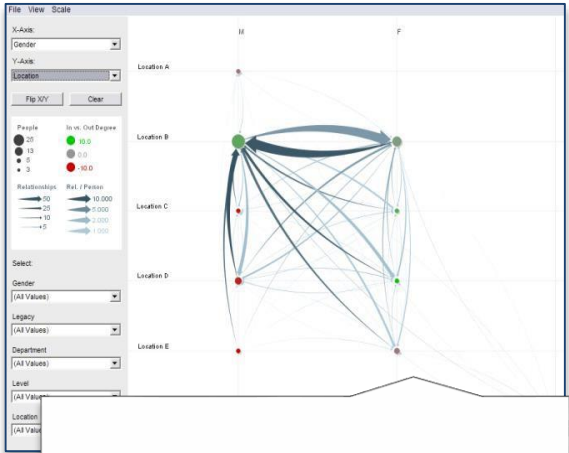 File View Scale
X-Axis:
Gender
Y-Axis:
Location
Flip X/Y Clear
People In vs. Out Degree
25 10.0
13 0.0
6 -10.0
3
Relationships Rel. / Person
50 10.000
25 5.000
10 2.000
5 1.000
Select:
Gender
(All Values)
Legacy
(All Values)
Department
(All Values)
Level
(All Values)
Location
(All Value
M F
Location A
Location B
Location C
Location D
Location E